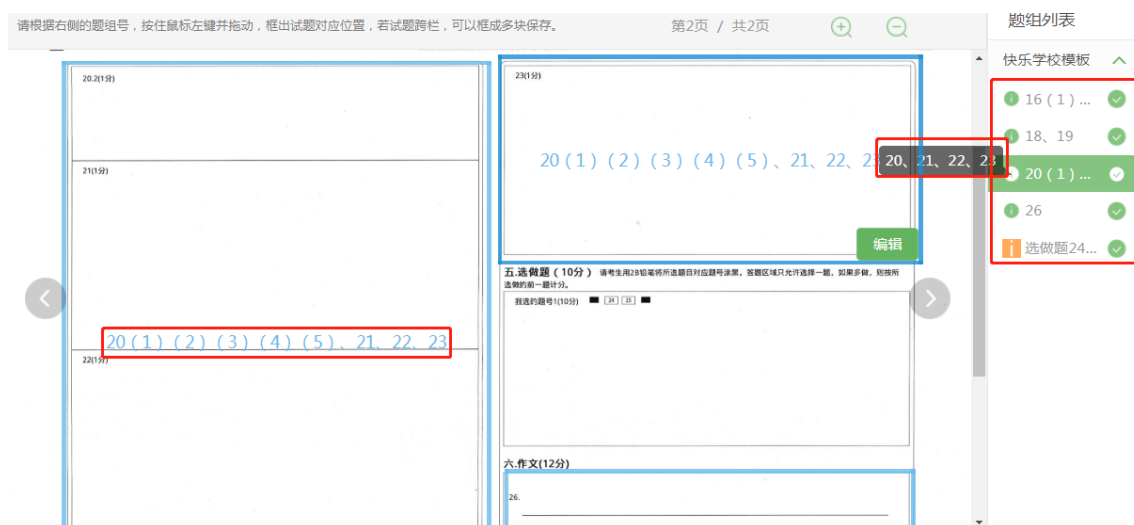 请根据右侧的题组号，按住鼠标左键并拖动，框出试题对应位置，若试题跨栏，可以框成多块保存。
第2页 / 共2页
题组列表
快乐学校模板
16（1）...
18、19
20（1）...
26
选做题24...
20、21、22、23
20.2(1分)
21(1分)
20（1）（2）（3）（4）（5）、21、22、23
22(1分)
23(1分)
20（1）（2）（3）（4）（5）、21、22、2
编辑
五.选做题（10分） 请考生用2B铅笔将所选题目对应题号涂黑。答题区域只允许选择一题，如果多做，则按所
选做的前一题计分。
我选的题号1(10分) 24 25
六.作文(12分)
26.